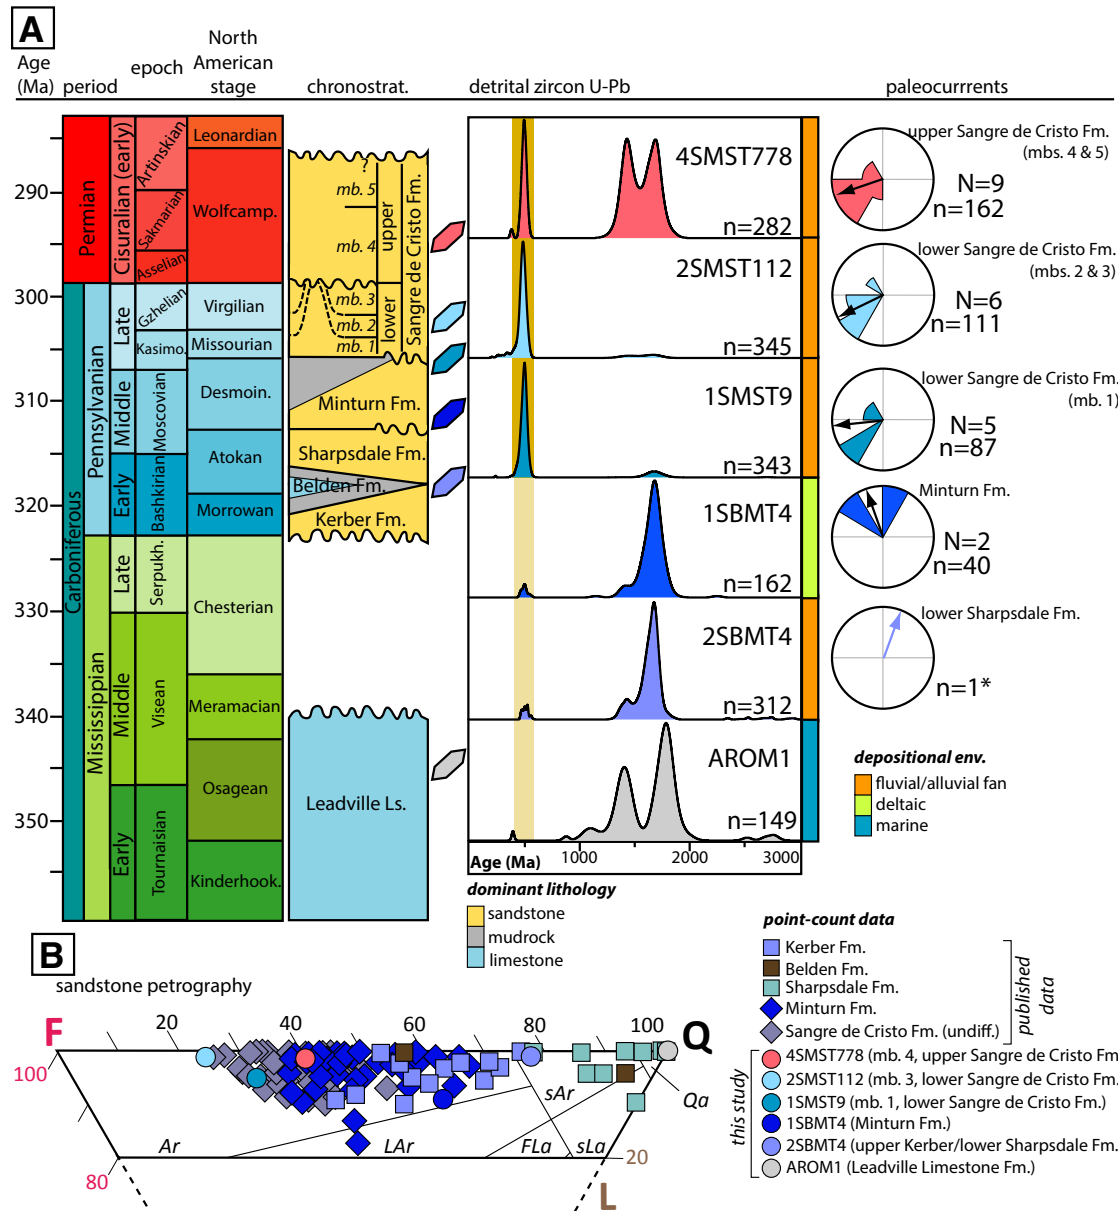 A
Age
(Ma)
period
epoch
North
American
stage
chronostrat.
detrital zircon U-Pb
paleocurrrents
290
300
310
320
330
340
350
Carboniferous
Permian
Pennsylvanian
Mississippian
Cisuralian (early)
Late
Middle
Early
Late
Middle
Early
Artinskian
Sakmarian
Asselian
Gzhelian
Kasimo.
Moscovian
Bashkirian
Serpukh.
Visean
Tournaisian
Leonardian
Wolfcamp.
Virgilian
Missourian
Desmoin.
Atokan
Morrowan
Chesterian
Meramacian
Osagean
Kinderhook.
?
mb. 5
mb. 4
mb. 3
mb. 2
mb. 1
upper
lower
Sangre de Cristo Fm.
Minturn Fm.
Sharpsdale Fm.
Belden Fm.
Kerber Fm.
Leadville Ls.
4SMST778
n=282
2SMST112
n=345
1SMST9
n=343
1SBMT4
n=162
2SBMT4
n=312
AROM1
n=149
Age (Ma)
1000
2000
3000
upper Sangre de Cristo Fm.
(mbs. 4 & 5)
N=9
n=162
lower Sangre de Cristo Fm.
(mbs. 2 & 3)
N=6
n=111
lower Sangre de Cristo Fm.
(mb. 1)
N=5
n=87
Minturn Fm.
N=2
n=40
lower Sharpsdale Fm.
n=1*
depositional env.
fluvial/alluvial fan
deltaic
marine
dominant lithology
sandstone
mudrock
limestone
B
sandstone petrography
F
20
40
60
80
100
Q
100
80
Ar
LAr
sAr
FLa
sLa
Qa
20
L
point-count data
Kerber Fm.
Belden Fm.
Sharpsdale Fm.
Minturn Fm.
Sangre de Cristo Fm. (undiff.)
published
data
4SMST778 (mb. 4, upper Sangre de Cristo Fm
2SMST112 (mb. 3, lower Sangre de Cristo Fm.
1SMST9 (mb. 1, lower Sangre de Cristo Fm.)
1SBMT4 (Minturn Fm.)
2SBMT4 (upper Kerber/lower Sharpsdale Fm.
AROM1 (Leadville Limestone Fm.)
this study